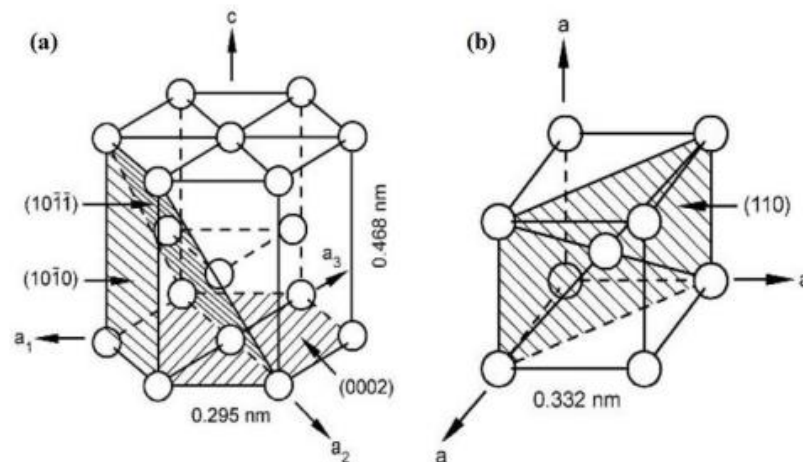 (a)
c
(101̄1̄)
(101̄0)
0.468 nm
a₃
a₁
(0002)
0.295 nm
a₂
(b)
a
(110)
a
0.332 nm
a